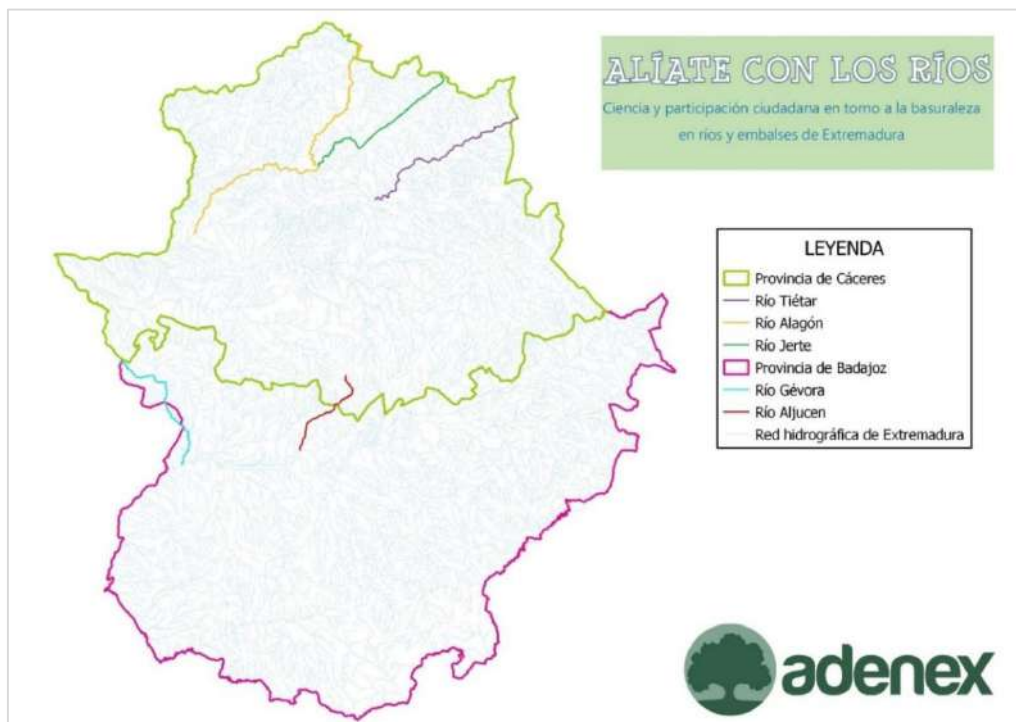 ALÍATE CON LOS RÍOS
Ciencia y participación ciudadana en torno a la basuraleza
en ríos y embalses de Extremadura
LEYENDA
Provincia de Cáceres
Río Tiétar
Río Alagón
Río Jerte
Provincia de Badajoz
Río Gévora
Río Aljucen
Red hidrográfica de Extremadura
adenex